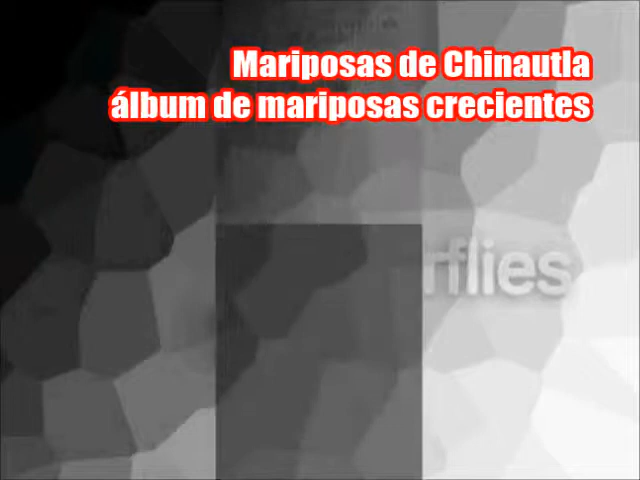 Mariposas de Chinautla
álbum de mariposas crecientes
rflies